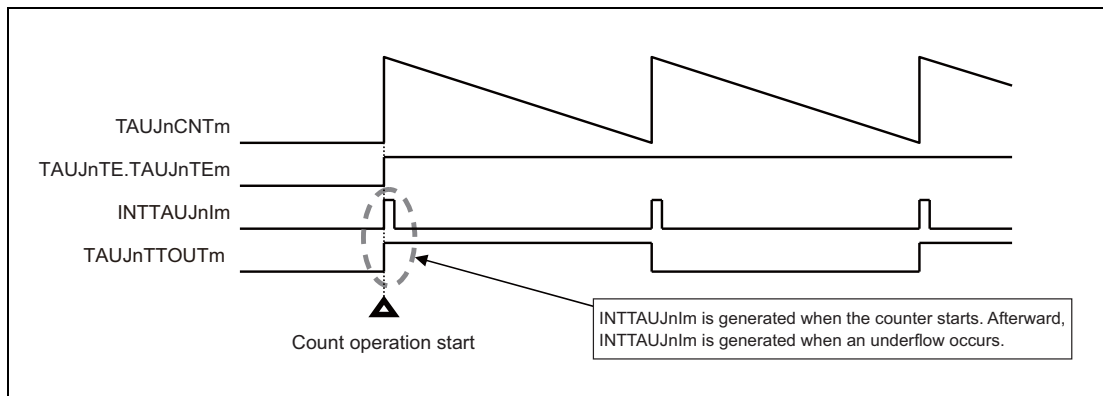 TAUJnCNTm
TAUJnTE.TAUJnTEm
INTTAUJnIm
TAUJnTTOUTm
Count operation start
INTTAUJnIm is generated when the counter starts. Afterward,
INTTAUJnIm is generated when an underflow occurs.